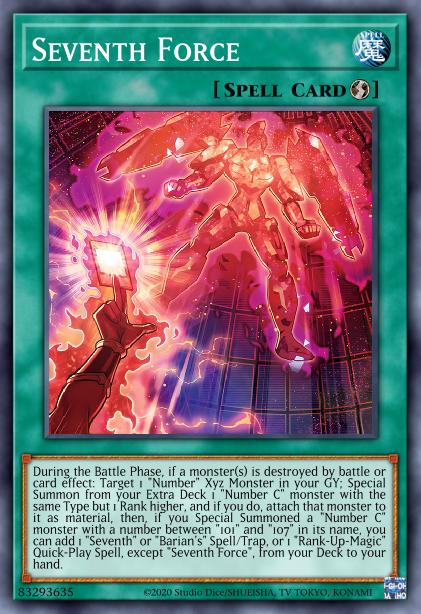 SEVENTH FORCE
SPELL
魔
[SPELL CARD]
During the Battle Phase, if a monster(s) is destroyed by battle or
card effect: Target 1 "Number" Xyz Monster in your GY; Special
Summon from your Extra Deck 1 "Number C" monster with the
same Type but 1 Rank higher, and if you do, attach that monster to
it as material, then, if you Special Summoned a "Number C"
monster with a number between "101" and "107" in its name, you
can add 1 "Seventh" or "Barian's" Spell/Trap, or 1 "Rank-Up-Magic"
Quick-Play Spell, except "Seventh Force", from your Deck to your
hand.
83293635
©2020 Studio Dice/SHUEISHA, TV TOKYO, KONAMI